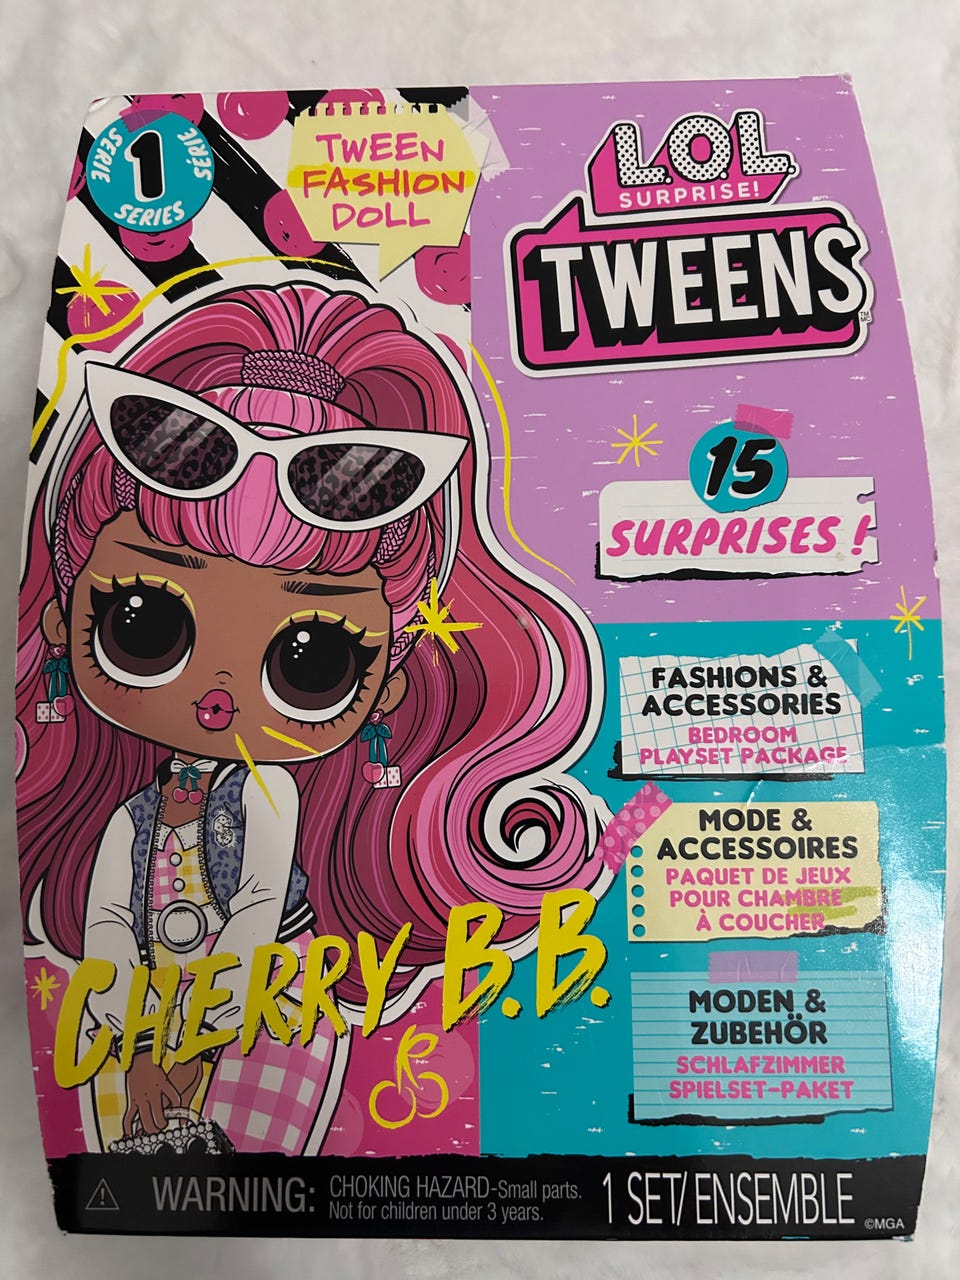 SERIE
1
SÉRIE
SERIES
TWEEN
FASHION
DOLL
L.O.L.
SURPRISE!
TWEENS
TM
MC
15
SURPRISES!
FASHIONS &
ACCESSORIES
BEDROOM
PLAYSET PACKAGE
MODE &
ACCESSOIRES
PAQUET DE JEUX
POUR CHAMBRE
À COUCHER
MODEN &
ZUBEHÖR
SCHLAFZIMMER
SPIELSET-PAKET
CHERRY B.B.
WARNING:
CHOKING HAZARD-Small parts.
Not for children under 3 years.
1 SET/ENSEMBLE
©MGA